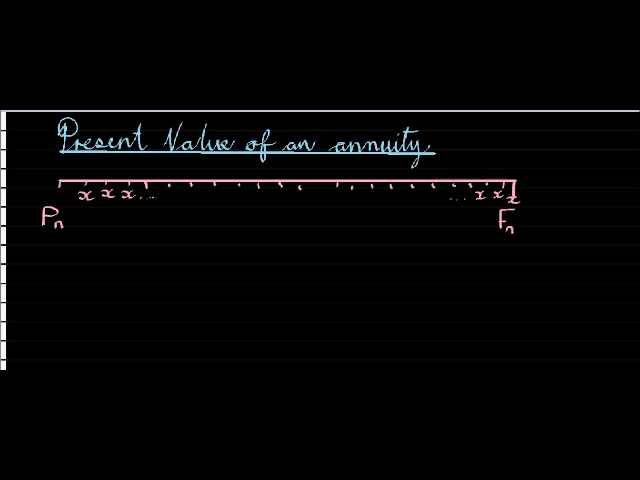 Present Value of an annuity.
x x x ... ... x x x
Pn Fn